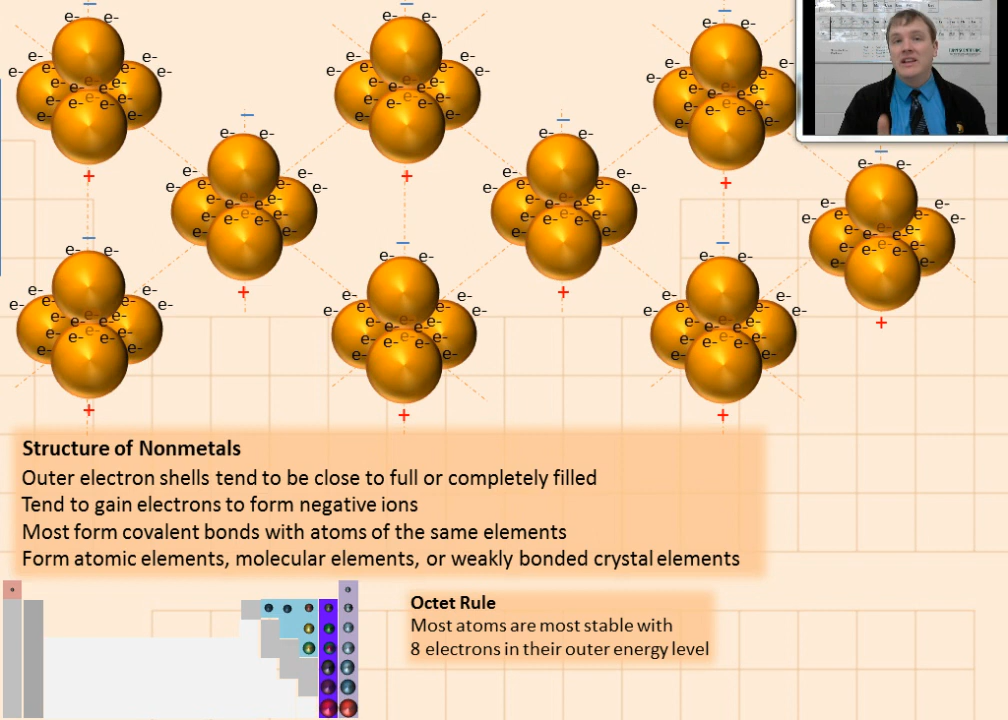 Structure of Nonmetals
Outer electron shells tend to be close to full or completely filled
Tend to gain electrons to form negative ions
Most form covalent bonds with atoms of the same elements
Form atomic elements, molecular elements, or weakly bonded crystal elements
Octet Rule
Most atoms are most stable with
8 electrons in their outer energy level